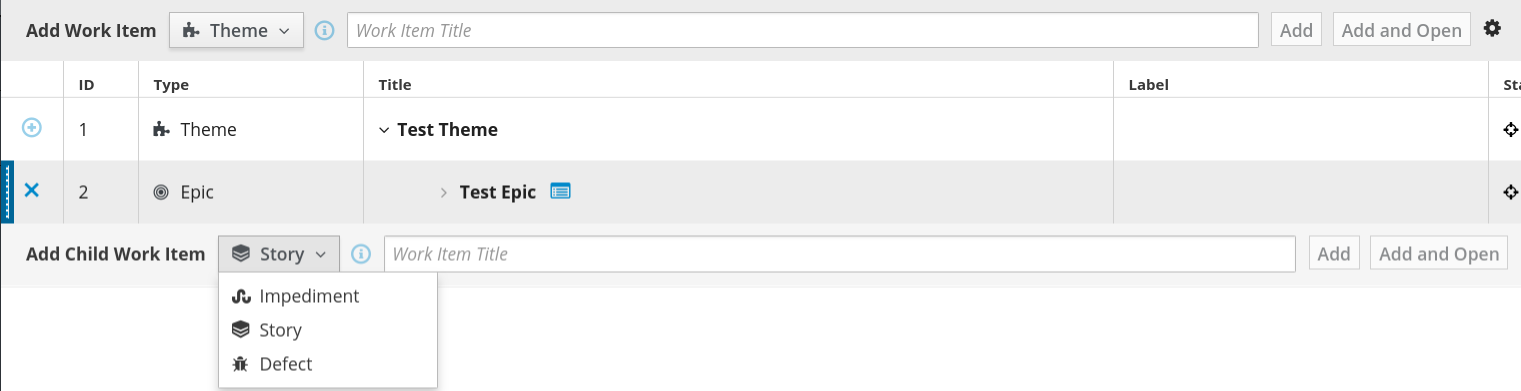 Add Work Item Theme Work Item Title Add Add and Open
ID Type Title Label Sta
1 Theme Test Theme
2 Epic Test Epic
Add Child Work Item Story Work Item Title Add Add and Open
Impediment
Story
Defect